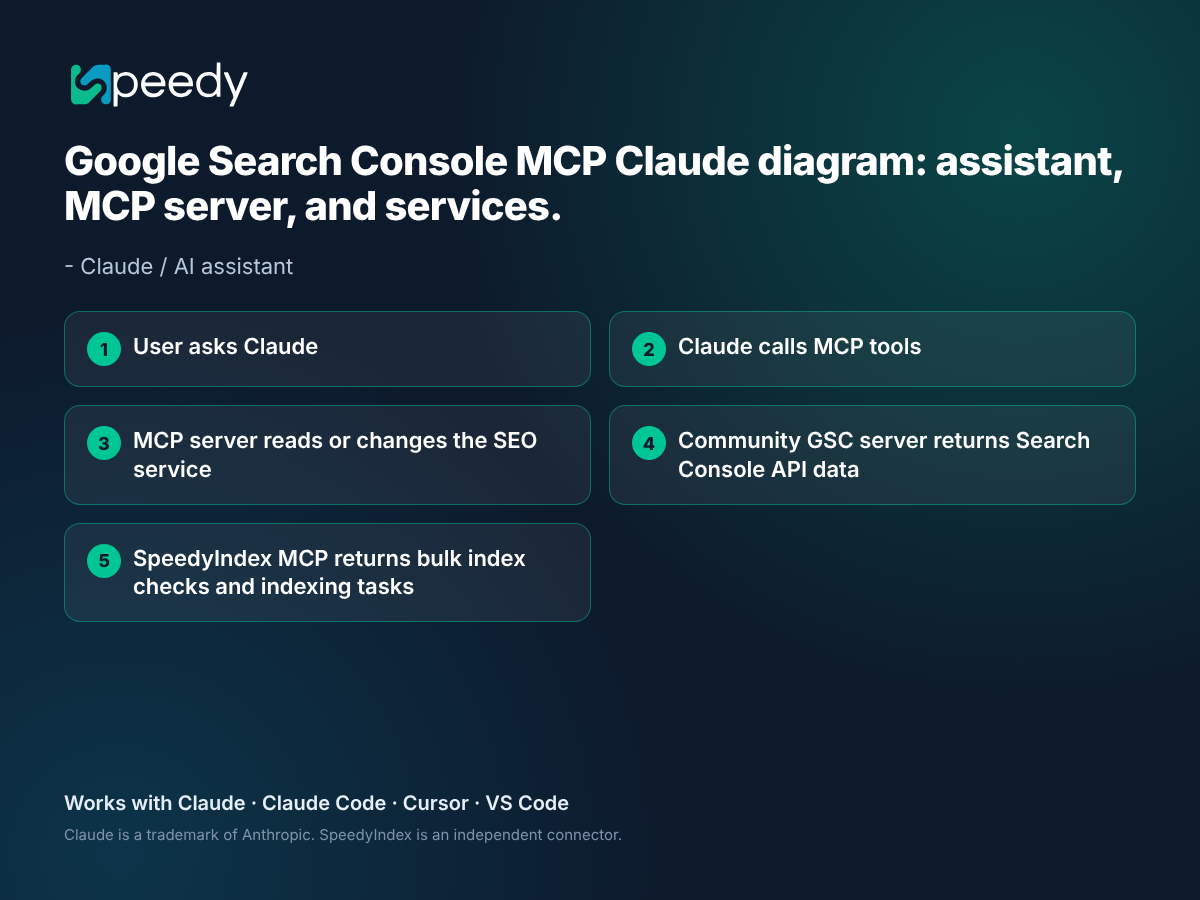 Speedy
Google Search Console MCP Claude diagram: assistant,
MCP server, and services.
- Claude / AI assistant
1 User asks Claude
2 Claude calls MCP tools
3 MCP server reads or changes the SEO
service
4 Community GSC server returns Search
Console API data
5 SpeedyIndex MCP returns bulk index
checks and indexing tasks
Works with Claude · Claude Code · Cursor · VS Code
Claude is a trademark of Anthropic. SpeedyIndex is an independent connector.